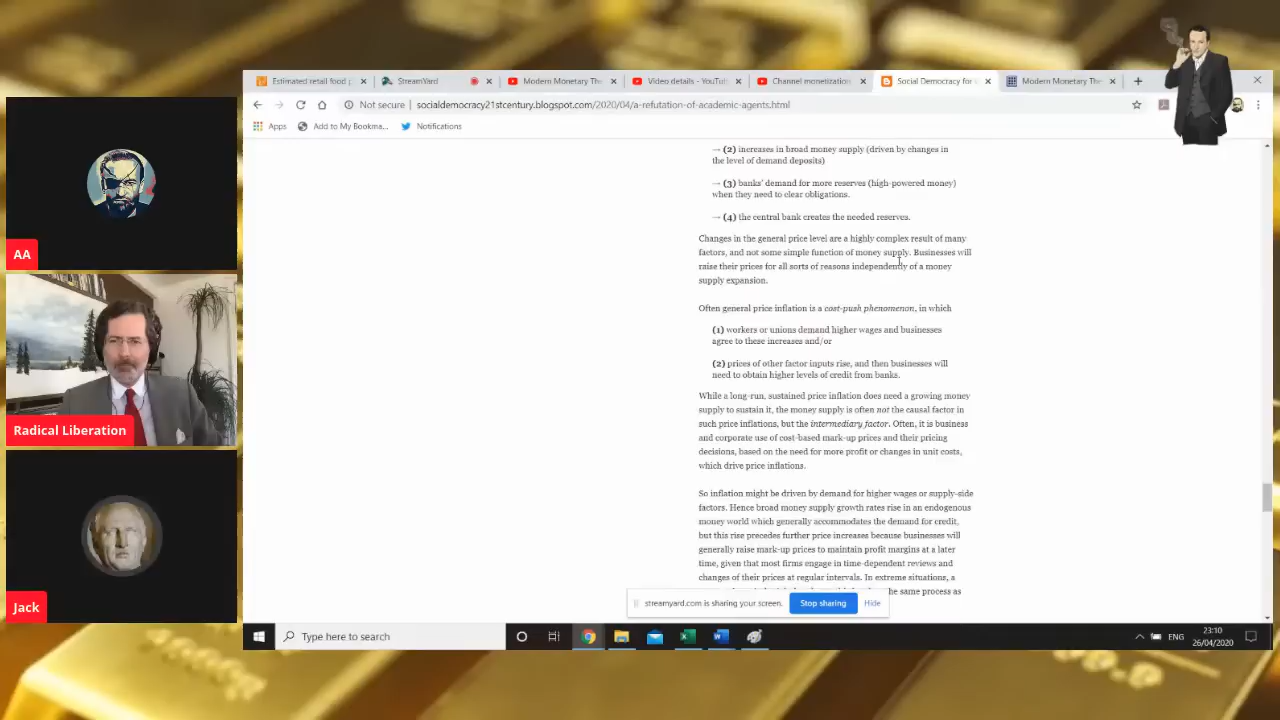 Estimated retail food p
StreamYard
Modern Monetary The
Video details - YouTub
Channel monetization
Social Democracy for t
Modern Monetary The
Not secure
socialdemocracy21stcentury.blogspot.com/2020/04/a-refutation-of-academic-agents.html
Apps
Add to My Bookma...
Notifications
→ (2) increases in broad money supply (driven by changes in
the level of demand deposits)
→ (3) banks' demand for more reserves (high-powered money)
when they need to clear obligations.
→ (4) the central bank creates the needed reserves.
Changes in the general price level are a highly complex result of many
factors, and not some simple function of money supply. Businesses will
raise their prices for all sorts of reasons independently of a money
supply expansion.
Often general price inflation is a cost-push phenomenon, in which
(1) workers or unions demand higher wages and businesses
agree to these increases and/or
(2) prices of other factor inputs rise, and then businesses will
need to obtain higher levels of credit from banks.
While a long-run, sustained price inflation does need a growing money
supply to sustain it, the money supply is often not the causal factor in
such price inflations, but the intermediary factor. Often, it is business
and corporate use of cost-based mark-up prices and their pricing
decisions, based on the need for more profit or changes in unit costs,
which drive price inflations.
So inflation might be driven by demand for higher wages or supply-side
factors. Hence broad money supply growth rates rise in an endogenous
money world which generally accommodates the demand for credit,
but this rise precedes further price increases because businesses will
generally raise mark-up prices to maintain profit margins at a later
time, given that most firms engage in time-dependent reviews and
changes of their prices at regular intervals. In extreme situations, a
he same process as
streamyard.com is sharing your screen.
Stop sharing
Hide
AA
Radical Liberation
Jack
Type here to search
ENG
23:10
26/04/2020